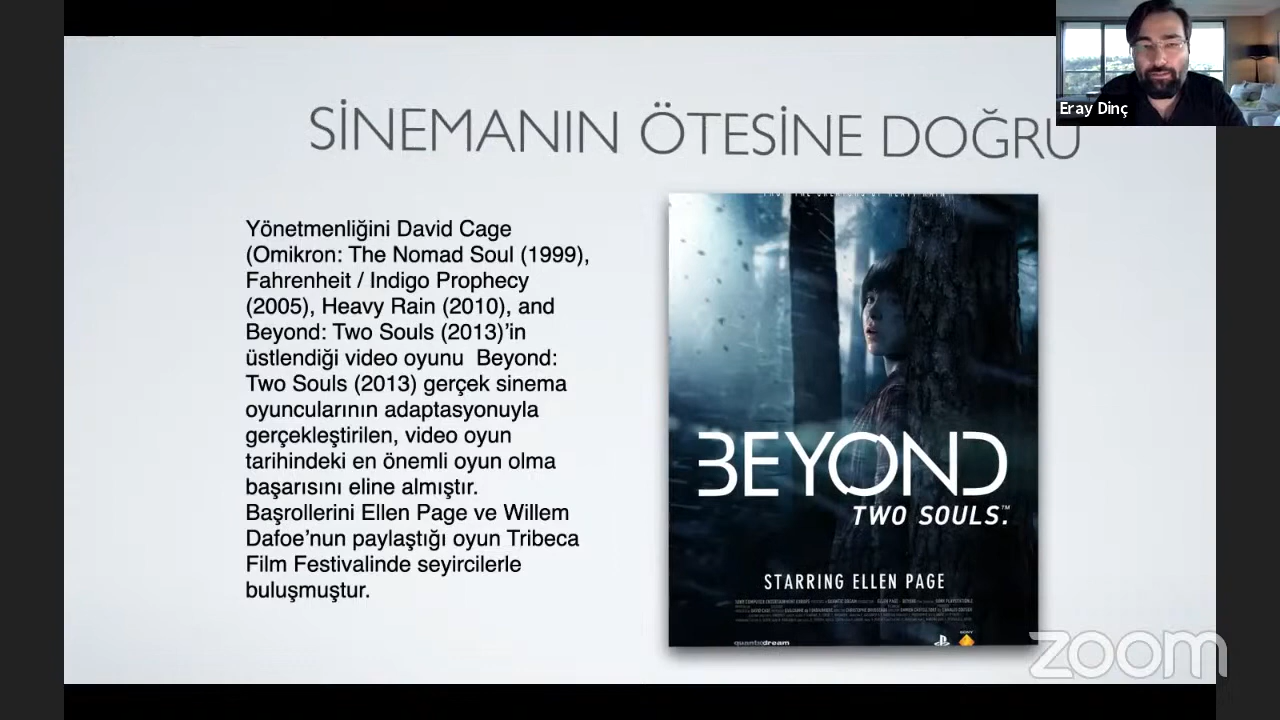 Eray Dinç
SİNEMANIN ÖTESİNE DOĞRU
Yönetmenliğini David Cage
(Omikron: The Nomad Soul (1999),
Fahrenheit / Indigo Prophecy
(2005), Heavy Rain (2010), and
Beyond: Two Souls (2013)’in
üstlendiği video oyunu  Beyond:
Two Souls (2013) gerçek sinema
oyuncularının adaptasyonuyla
gerçekleştirilen, video oyun
tarihindeki en önemli oyun olma
başarısını eline almıştır.
Başrollerini Ellen Page ve Willem
Dafoe’nun paylaştığı oyun Tribeca
Film Festivalinde seyircilerle
buluşmuştur.
BEYOND
TWO SOULS.™
STARRING ELLEN PAGE
quanticdream
SONY
zoom